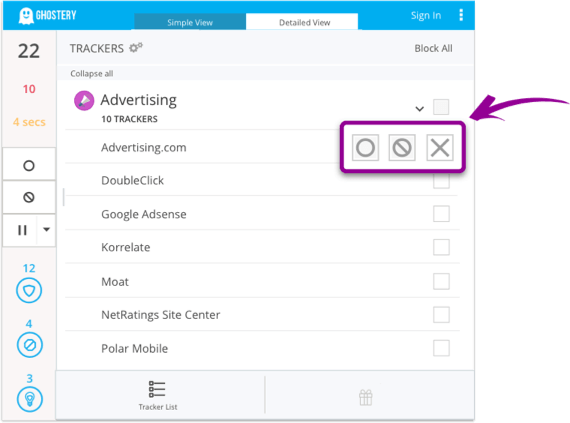 GHOSTERY
Simple View
Detailed View
Sign In
22
TRACKERS
Block All
Collapse all
10
Advertising
10 TRACKERS
4 secs
Advertising.com
DoubleClick
Google Adsense
Korrelate
12
Moat
NetRatings Site Center
4
Polar Mobile
3
Tracker List